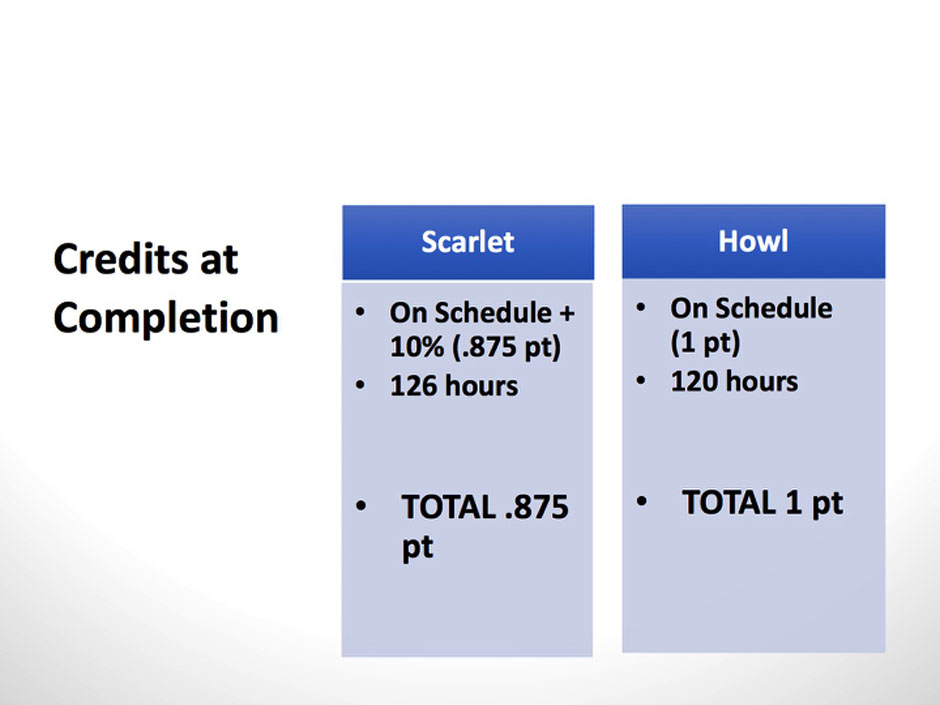 Credits at
Completion
Scarlet
• On Schedule +
10% (.875 pt)
• 126 hours
• TOTAL .875
pt
Howl
• On Schedule
(1 pt)
• 120 hours
• TOTAL 1 pt